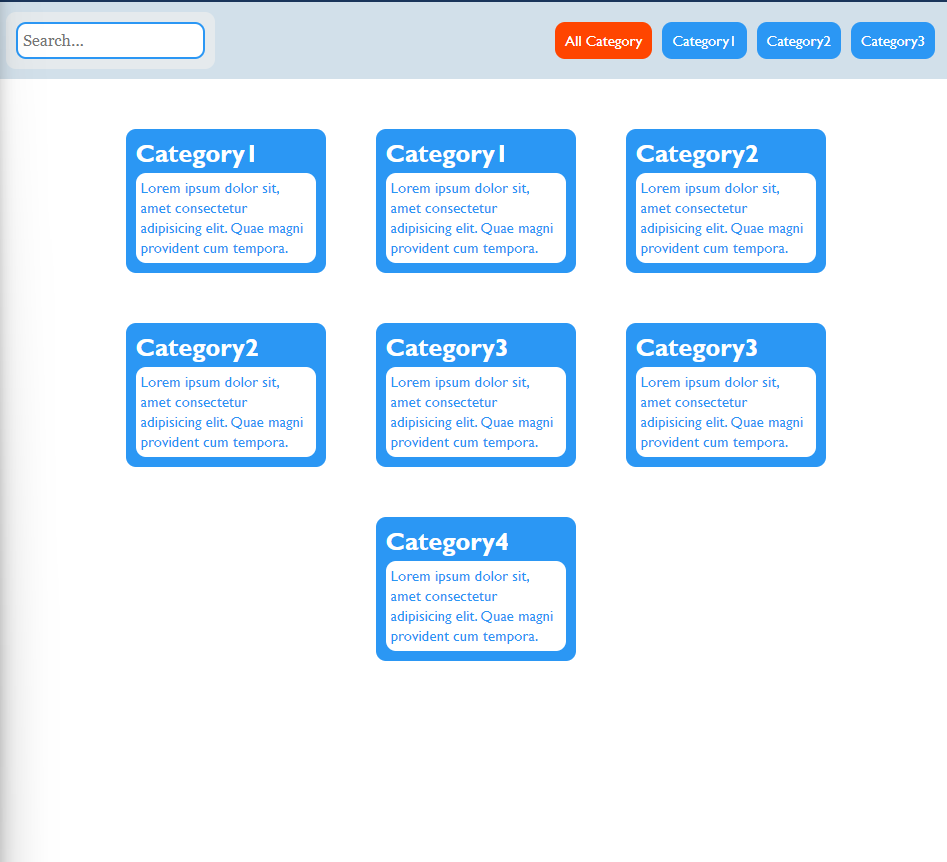 Search...
All Category
Category1
Category2
Category3
Category1
Lorem ipsum dolor sit,
amet consectetur
adipisicing elit. Quae magni
provident cum tempora.
Category1
Lorem ipsum dolor sit,
amet consectetur
adipisicing elit. Quae magni
provident cum tempora.
Category2
Lorem ipsum dolor sit,
amet consectetur
adipisicing elit. Quae magni
provident cum tempora.
Category2
Lorem ipsum dolor sit,
amet consectetur
adipisicing elit. Quae magni
provident cum tempora.
Category3
Lorem ipsum dolor sit,
amet consectetur
adipisicing elit. Quae magni
provident cum tempora.
Category3
Lorem ipsum dolor sit,
amet consectetur
adipisicing elit. Quae magni
provident cum tempora.
Category4
Lorem ipsum dolor sit,
amet consectetur
adipisicing elit. Quae magni
provident cum tempora.